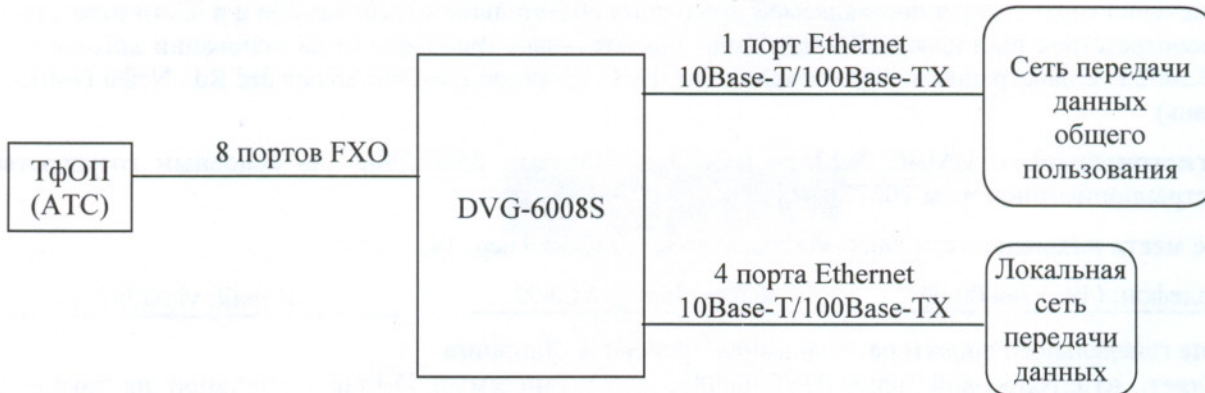 1 порт Ethernet
10Base-T/100Base-TX
Сеть передачи
данных
общего
пользования
8 портов FXO
ТфОП
(АТС)
DVG-6008S
4 порта Ethernet
10Base-T/100Base-TX
Локальная
сеть
передачи
данных